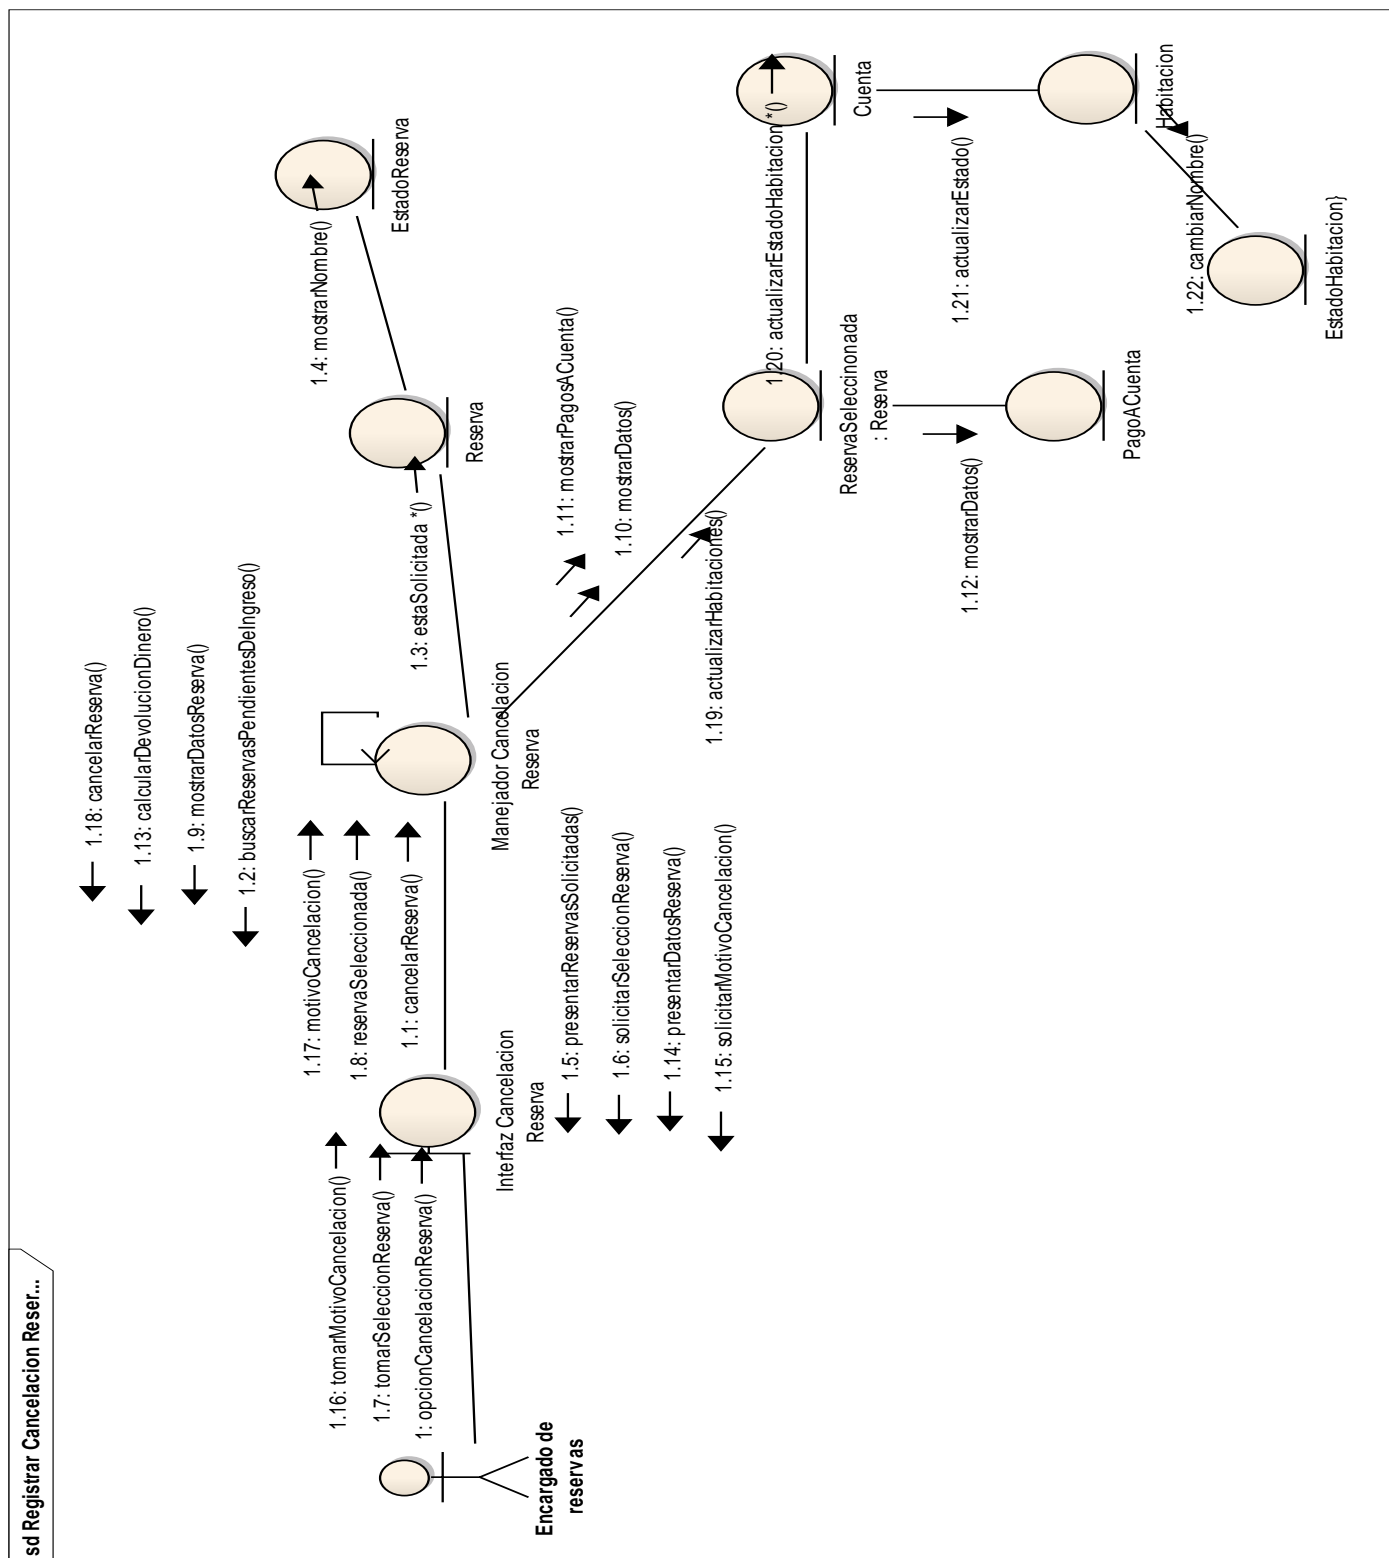 sd Registrar Cancelacion Reser...
Encargado de
reservas
1.16: tomarMotivoCancelacion()
1.7: tomarSeleccionReserva()
1: opcionCancelacionReserva()
Interfaz Cancelacion
Reserva
1.17: motivoCancelacion()
1.8: reservaSeleccionada()
1.1: cancelarReserva()
1.5: presentarReservasSolicitadas()
1.6: solicitarSeleccionReserva()
1.14: presentarDatosReserva()
1.15: solicitarMotivoCancelacion()
Manejador Cancelacion
Reserva
1.18: cancelarReserva()
1.13: calcularDevolucionDinero()
1.9: mostrarDatosReserva()
1.2: buscarReservasPendientesDeIngreso()
1.3: estaSolicitada *()
Reserva
1.4: mostrarNombre()
EstadoReserva
1.11: mostrarPagosACuenta()
1.10: mostrarDatos()
1.19: actualizarHabitaciones()
ReservaSeleccinonada
: Reserva
1.12: mostrarDatos()
PagoACuenta
1.20: actualizarEstadoHabitacion *()
Cuenta
1.21: actualizarEstado()
Habitacion
1.22: cambiarNombre()
EstadoHabitacion}